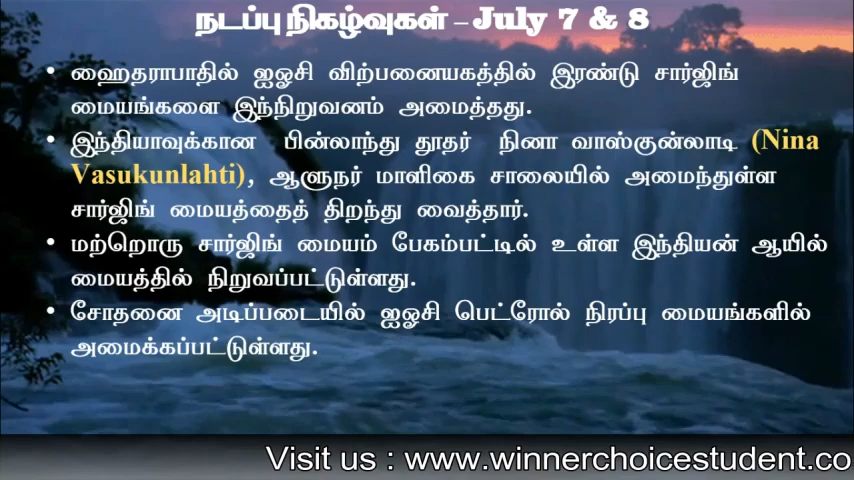 நடப்பு நிகழ்வுகள் – July 7 & 8
• ஹைதராபாதில் ஐஓசி விற்பனையகத்தில் இரண்டு சார்ஜிங்
மையங்களை இந்நிறுவனம் அமைத்தது.
• இந்தியாவுக்கான பின்லாந்து தூதர் நினா வாஸ்குன்லாடி (Nina
Vasukunlahti), ஆளுநர் மாளிகை சாலையில் அமைந்துள்ள
சார்ஜிங் மையத்தைத் திறந்து வைத்தார்.
• மற்றொரு சார்ஜிங் மையம் பேகம்பட்டில் உள்ள இந்தியன் ஆயில்
மையத்தில் நிறுவப்பட்டுள்ளது.
• சோதனை அடிப்படையில் ஐஓசி பெட்ரோல் நிரப்பு மையங்களில்
அமைக்கப்பட்டுள்ளது.
Visit us : www.winnerchoicestudent.co